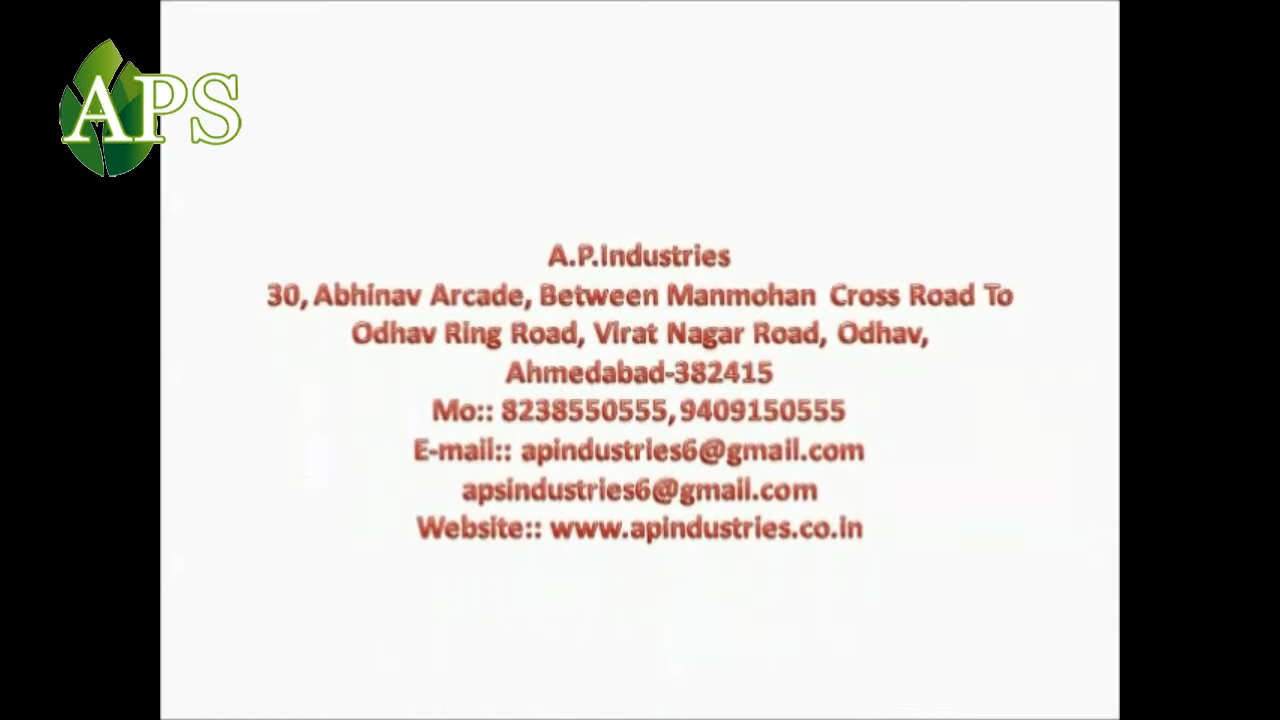 APS
A.P.Industries
30, Abhinav Arcade, Between Manmohan Cross Road To
Odhav Ring Road, Virat Nagar Road, Odhav,
Ahmedabad-382415
Mo:: 8238550555, 9409150555
E-mail:: apindustries6@gmail.com
apsindustries6@gmail.com
Website:: www.apindustries.co.in